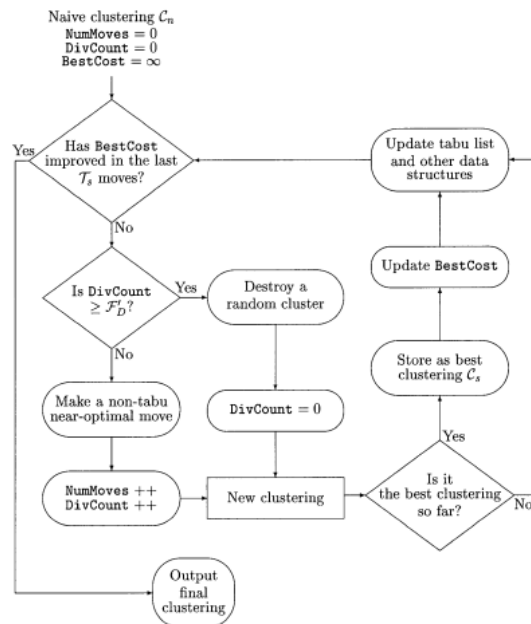 Naive clustering 𝒞ₙ
NumMoves = 0
DivCount = 0
BestCost = ∞
Yes
Has BestCost
improved in the last
𝒯ₛ moves?
Update tabu list
and other data
structures
No
Is DivCount
≥ ℱ′_D?
Yes
Destroy a
random cluster
Update BestCost
No
Make a non-tabu
near-optimal move
DivCount = 0
Store as best
clustering 𝒞ₛ
Yes
NumMoves ++
DivCount ++
New clustering
Is it
the best clustering
so far?
No
Output
final
clustering